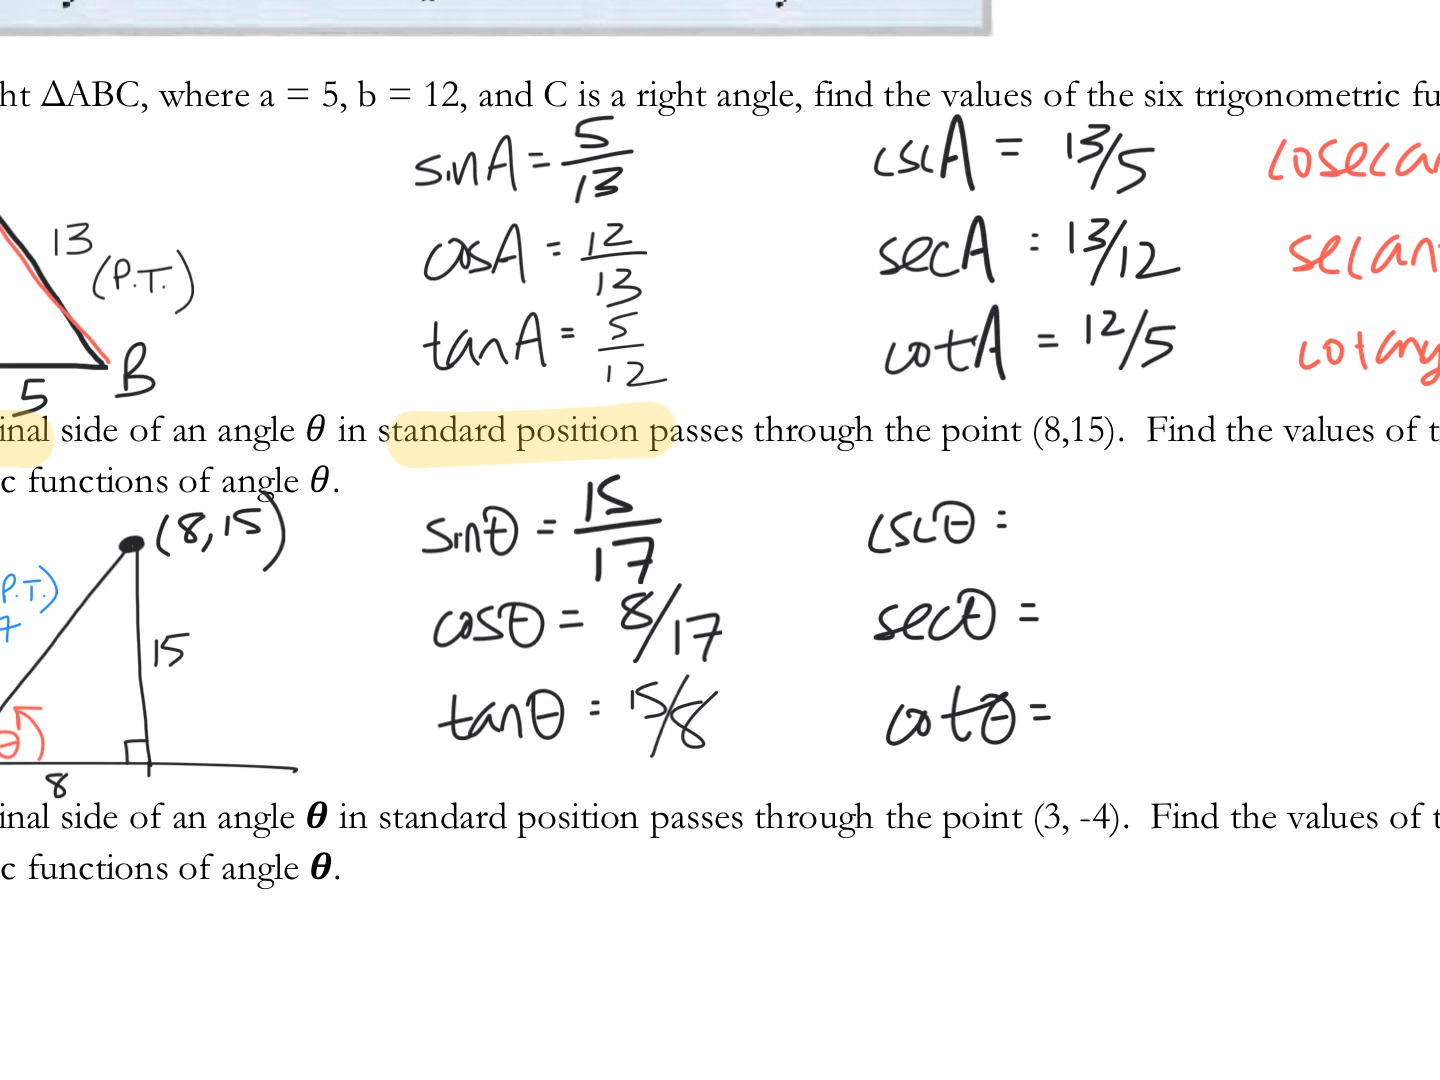 ht ΔABC, where a = 5, b = 12, and C is a right angle, find the values of the six trigonometric fu
sinA = 5/13
cscA = 13/5
cosecan
13
(P.T.)
cosA = 12/13
secA = 13/12
secant
tanA = 5/12
cotA = 12/5
cotang
B
5
inal side of an angle θ in standard position passes through the point (8,15). Find the values of t
c functions of angle θ.
(8,15)
sinθ = 15/17
cscθ =
P.T.)
7
cosθ = 8/17
secθ =
15
tanθ = 15/8
cotθ =
θ
8
inal side of an angle θ in standard position passes through the point (3, -4). Find the values of t
c functions of angle θ.